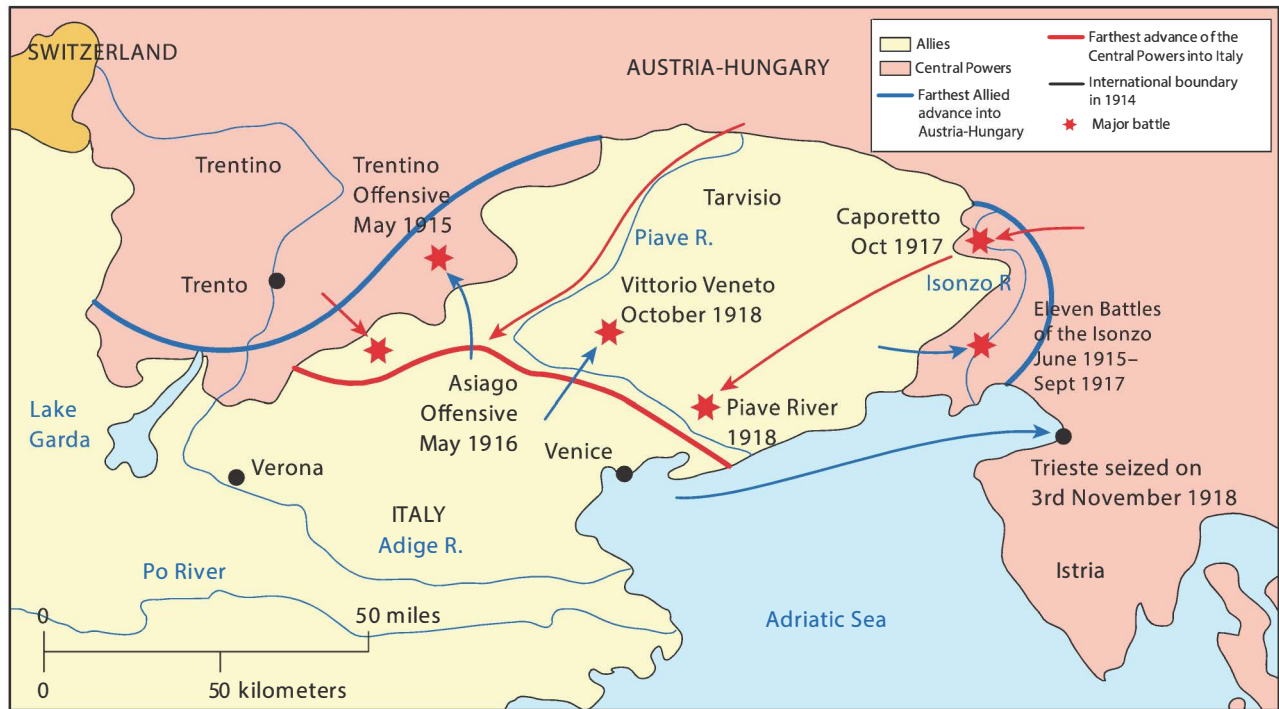 SWITZERLAND
AUSTRIA-HUNGARY
Allies
Central Powers
Farthest Allied
advance into
Austria-Hungary
Farthest advance of the
Central Powers into Italy
International boundary
in 1914
Major battle
Trentino
Trentino
Offensive
May 1915
Trento
Tarvisio
Piave R.
Caporetto
Oct 1917
Isonzo R
Vittorio Veneto
October 1918
Eleven Battles
of the Isonzo
June 1915–
Sept 1917
Asiago
Offensive
May 1916
Piave River
1918
Lake
Garda
Verona
Venice
Trieste seized on
3rd November 1918
ITALY
Adige R.
Po River
Istria
Adriatic Sea
0
50 miles
0
50 kilometers